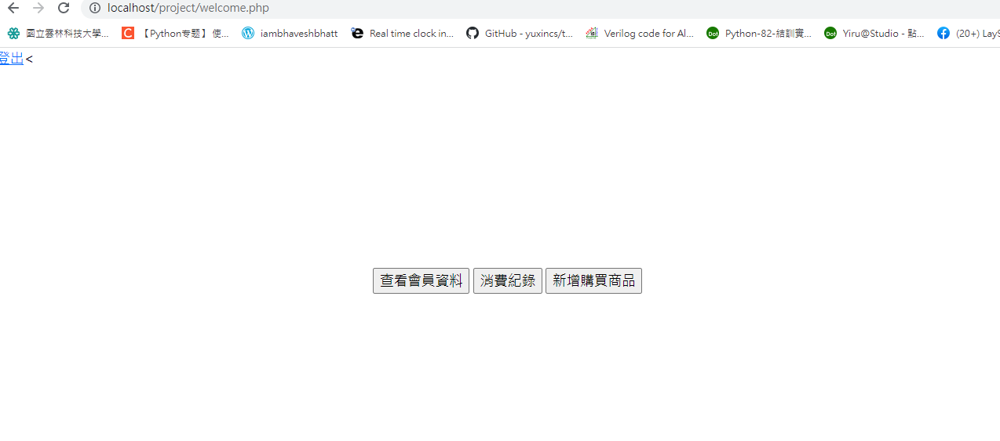 localhost/project/welcome.php
國立雲林科技大學... 【Python专题】使... iambhaveshbhatt Real time clock in... GitHub - yuxincs/t... Verilog code for Al... Python-82-結訓實... Yiru@Studio - 點... (20+) LayS
登出<
查看會員資料 消費紀錄 新增購買商品